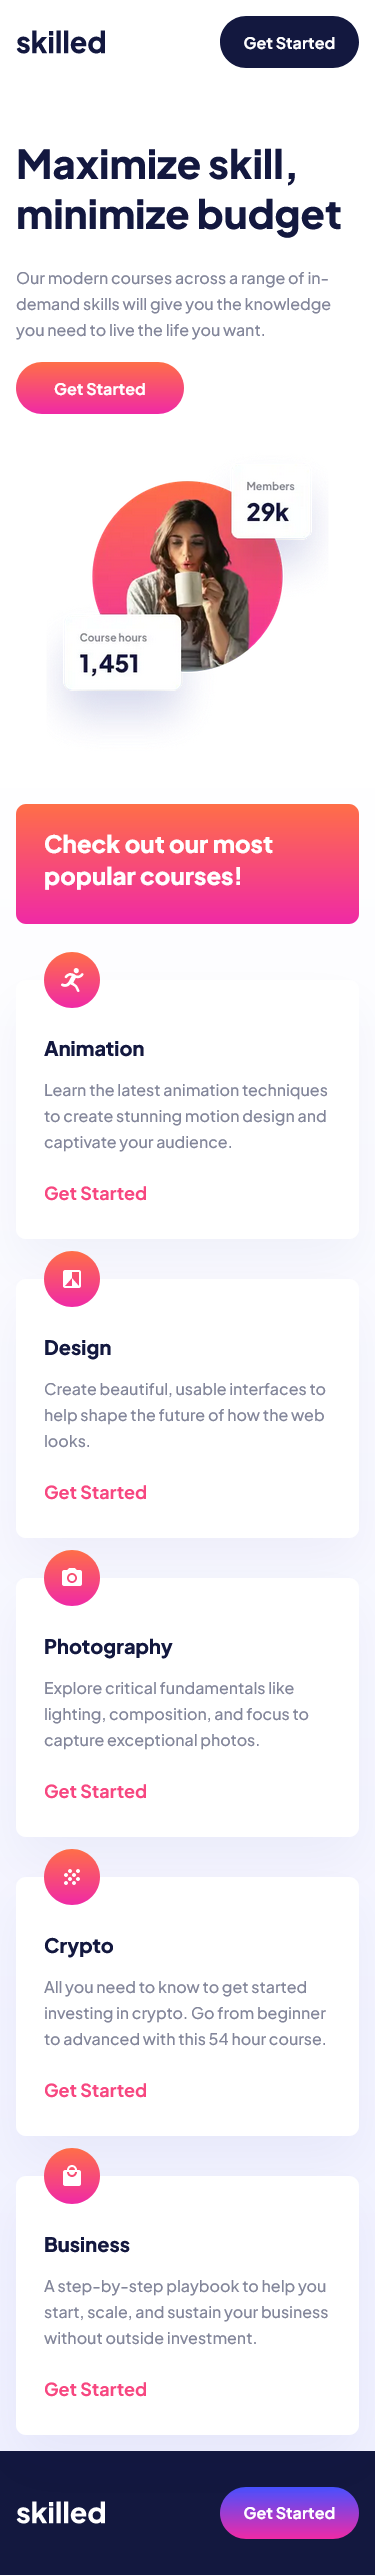 skilled
Get Started
Maximize skill,
minimize budget
Our modern courses across a range of in-
demand skills will give you the knowledge
you need to live the life you want.
Get Started
Members
29k
Course hours
1,451
Check out our most
popular courses!
Animation
Learn the latest animation techniques
to create stunning motion design and
captivate your audience.
Get Started
Design
Create beautiful, usable interfaces to
help shape the future of how the web
looks.
Get Started
Photography
Explore critical fundamentals like
lighting, composition, and focus to
capture exceptional photos.
Get Started
Crypto
All you need to know to get started
investing in crypto. Go from beginner
to advanced with this 54 hour course.
Get Started
Business
A step-by-step playbook to help you
start, scale, and sustain your business
without outside investment.
Get Started
skilled
Get Started